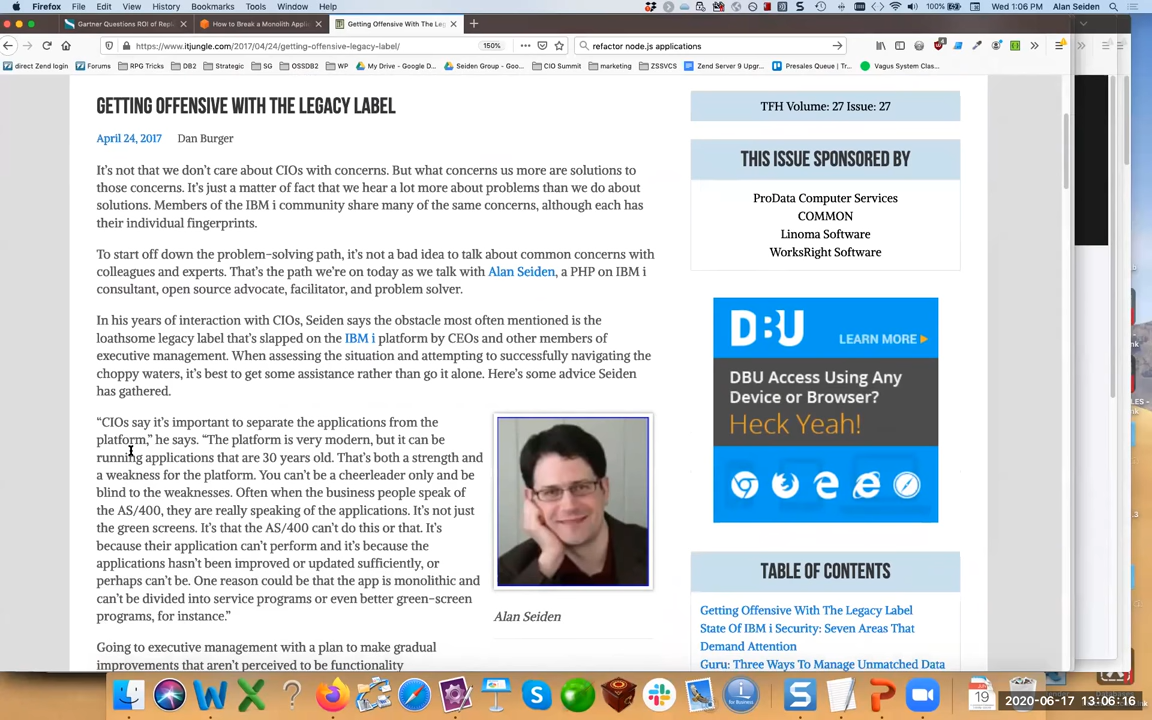 Firefox File Edit View History Bookmarks Tools Window Help
100% Wed 1:06 PM Alan Seiden
Gartner Questions ROI of Repl
How to Break a Monolith Applic
Getting Offensive With The Leg
https://www.itjungle.com/2017/04/24/getting-offensive-legacy-label/
150%
refactor node.js applications
direct Zend login Forums RPG Tricks DB2 Strategic SG OSSDB2 WP My Drive - Google D... Seiden Group - Goo... CIO Summit marketing ZSSVCS Zend Server 9 Upgr... Presales Queue | Tr... Vagus System Clas...
GETTING OFFENSIVE WITH THE LEGACY LABEL
April 24, 2017 Dan Burger
It's not that we don't care about CIOs with concerns. But what concerns us more are solutions to
those concerns. It's just a matter of fact that we hear a lot more about problems than we do about
solutions. Members of the IBM i community share many of the same concerns, although each has
their individual fingerprints.
To start off down the problem-solving path, it's not a bad idea to talk about common concerns with
colleagues and experts. That's the path we're on today as we talk with Alan Seiden, a PHP on IBM i
consultant, open source advocate, facilitator, and problem solver.
In his years of interaction with CIOs, Seiden says the obstacle most often mentioned is the
loathsome legacy label that's slapped on the IBM i platform by CEOs and other members of
executive management. When assessing the situation and attempting to successfully navigating the
choppy waters, it's best to get some assistance rather than go it alone. Here's some advice Seiden
has gathered.
"CIOs say it's important to separate the applications from the
platform," he says. "The platform is very modern, but it can be
running applications that are 30 years old. That's both a strength and
a weakness for the platform. You can't be a cheerleader only and be
blind to the weaknesses. Often when the business people speak of
the AS/400, they are really speaking of the applications. It's not just
the green screens. It's that the AS/400 can't do this or that. It's
because their application can't perform and it's because the
applications hasn't been improved or updated sufficiently, or
perhaps can't be. One reason could be that the app is monolithic and
can't be divided into service programs or even better green-screen
programs, for instance."
Alan Seiden
Going to executive management with a plan to make gradual
improvements that aren't perceived to be functionality
TFH Volume: 27 Issue: 27
THIS ISSUE SPONSORED BY
ProData Computer Services
COMMON
Linoma Software
WorksRight Software
DBU LEARN MORE
DBU Access Using Any
Device or Browser?
Heck Yeah!
TABLE OF CONTENTS
Getting Offensive With The Legacy Label
State Of IBM i Security: Seven Areas That
Demand Attention
Guru: Three Ways To Manage Unmatched Data
2020-06-17 13:06:16